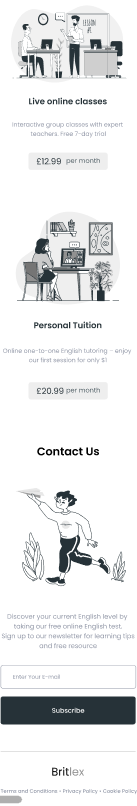 LESSON
#1
Live online classes
Interactive group classes with expert
teachers. Free 7-day trial
£12.99 per month
Personal Tuition
Online one-to-one English tutoring – enjoy
our first session for only $1
£20.99 per month
Contact Us
Discover your current English level by
taking our free online English test.
Sign up to our newsletter for learning tips
and free resource
Enter Your E-mail
Subscribe
Britlex
Terms and Conditions • Privacy Policy • Cookie Policy